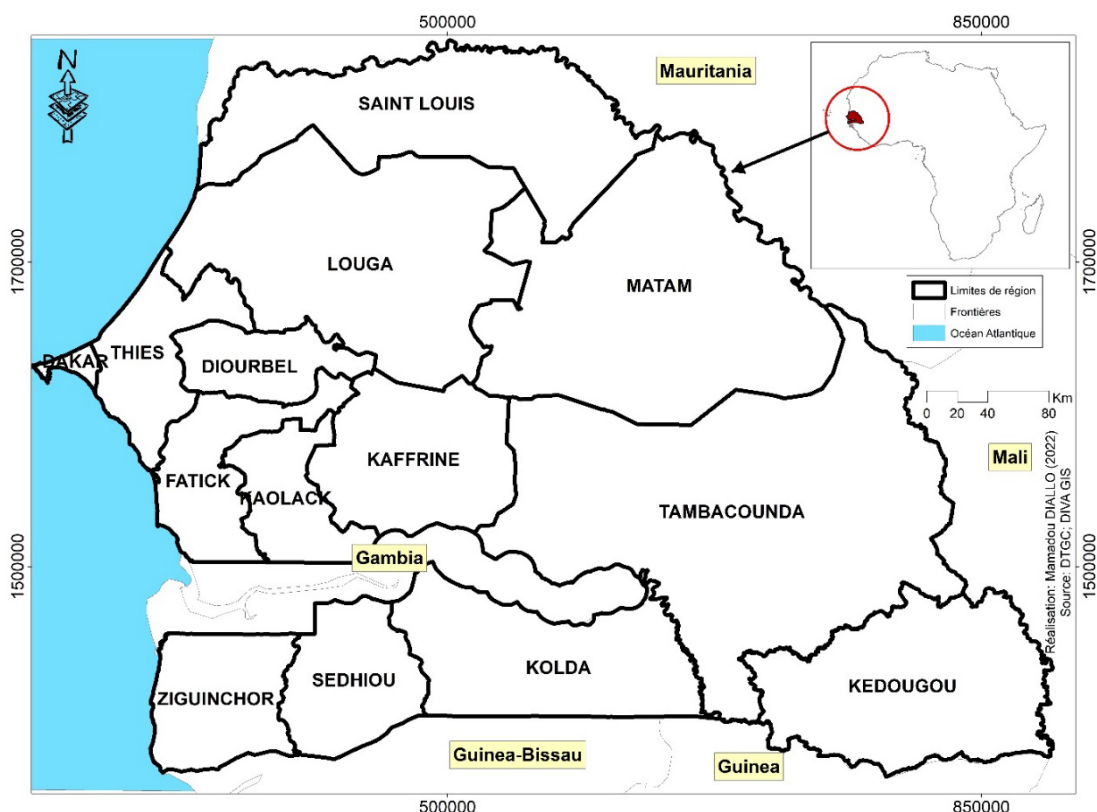 500000
850000
N
Mauritania
SAINT LOUIS
1700000
1700000
LOUGA
MATAM
Limites de région
Frontières
Océan Atlantique
DAKAR
THIES
DIOURBEL
Km
0 20 40 80
KAFFRINE
Mali
FATICK
KAOLACK
TAMBACOUNDA
Gambia
1500000
1500000
Réalisation: Mamadou DIALLO (2022)
Source: DTGC; DIVA GIS
KOLDA
SEDHIOU
KEDOUGOU
ZIGUINCHOR
Guinea-Bissau
Guinea
500000
850000